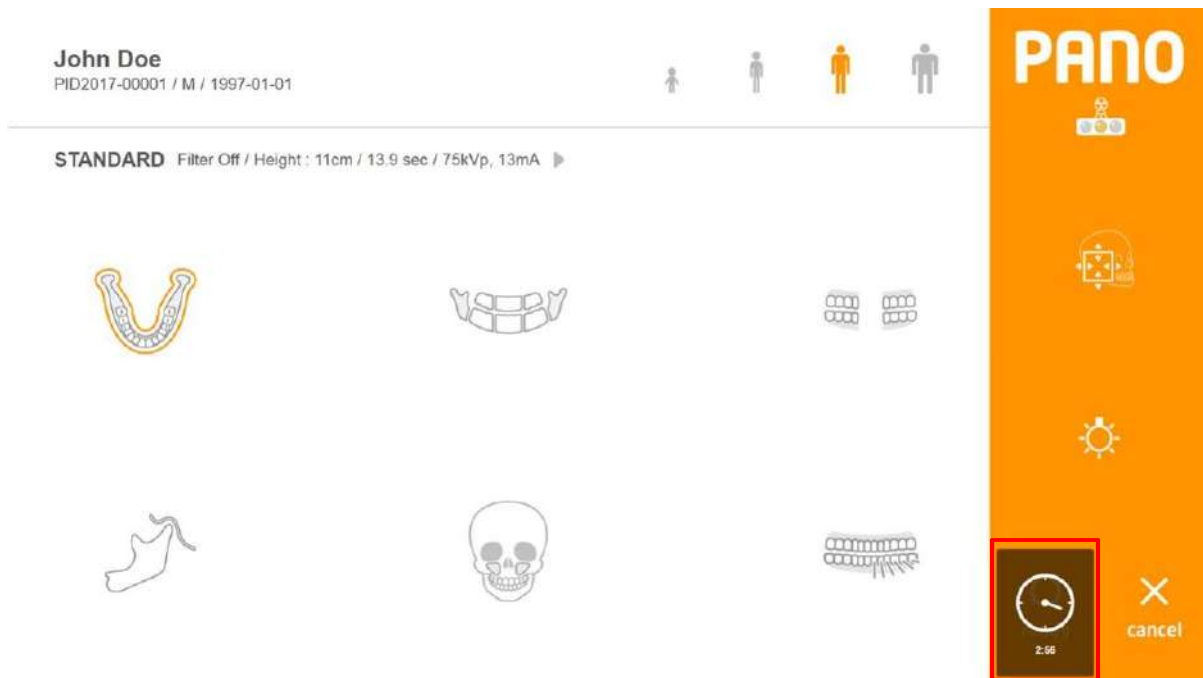 John Doe
PID2017-00001 / M / 1997-01-01
PANO
STANDARD Filter Off / Height : 11cm / 13.9 sec / 75kVp, 13mA
2:56
cancel